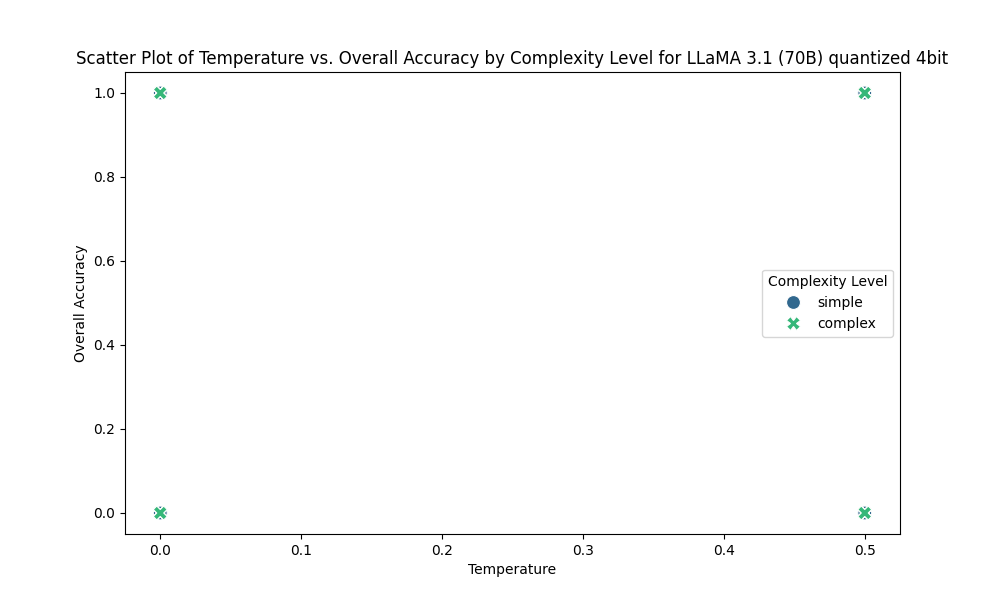 Scatter Plot of Temperature vs. Overall Accuracy by Complexity Level for LLaMA 3.1 (70B) quantized 4bit
1.0
0.8
0.6
0.4
0.2
0.0
Overall Accuracy
Complexity Level
simple
complex
0.0 0.1 0.2 0.3 0.4 0.5
Temperature